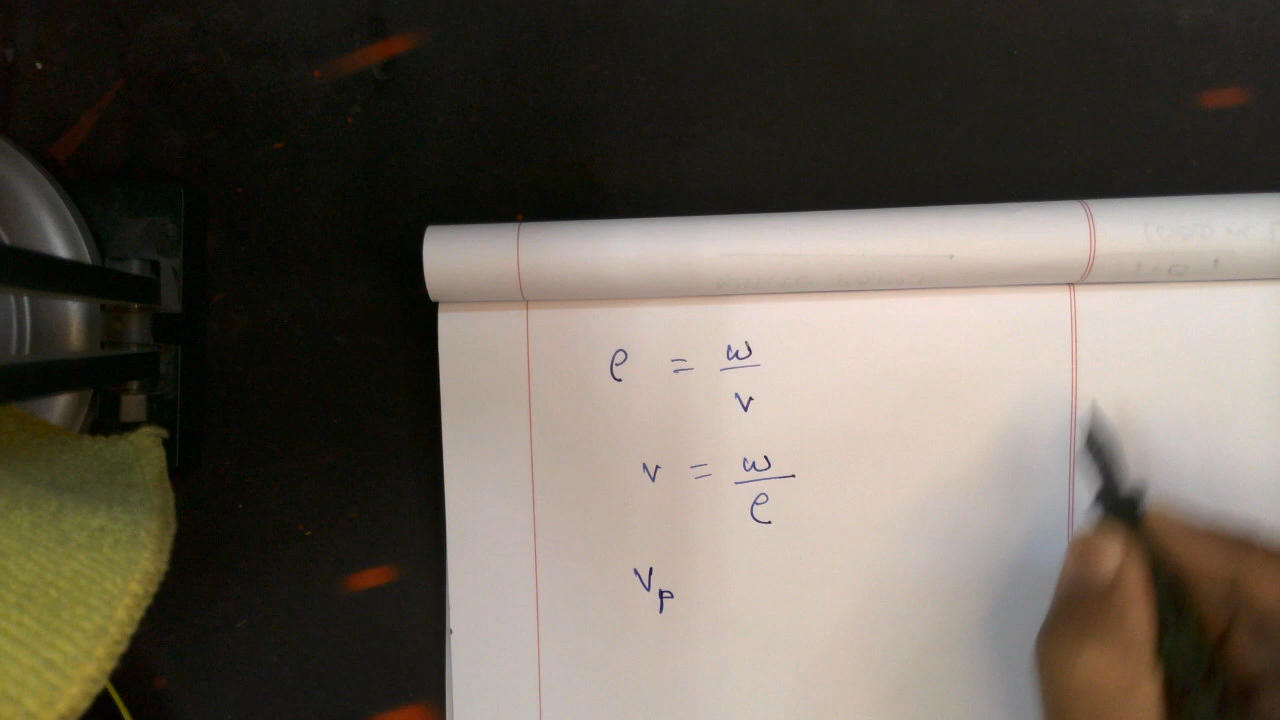 ρ = w/v
v = w/ρ
Vp